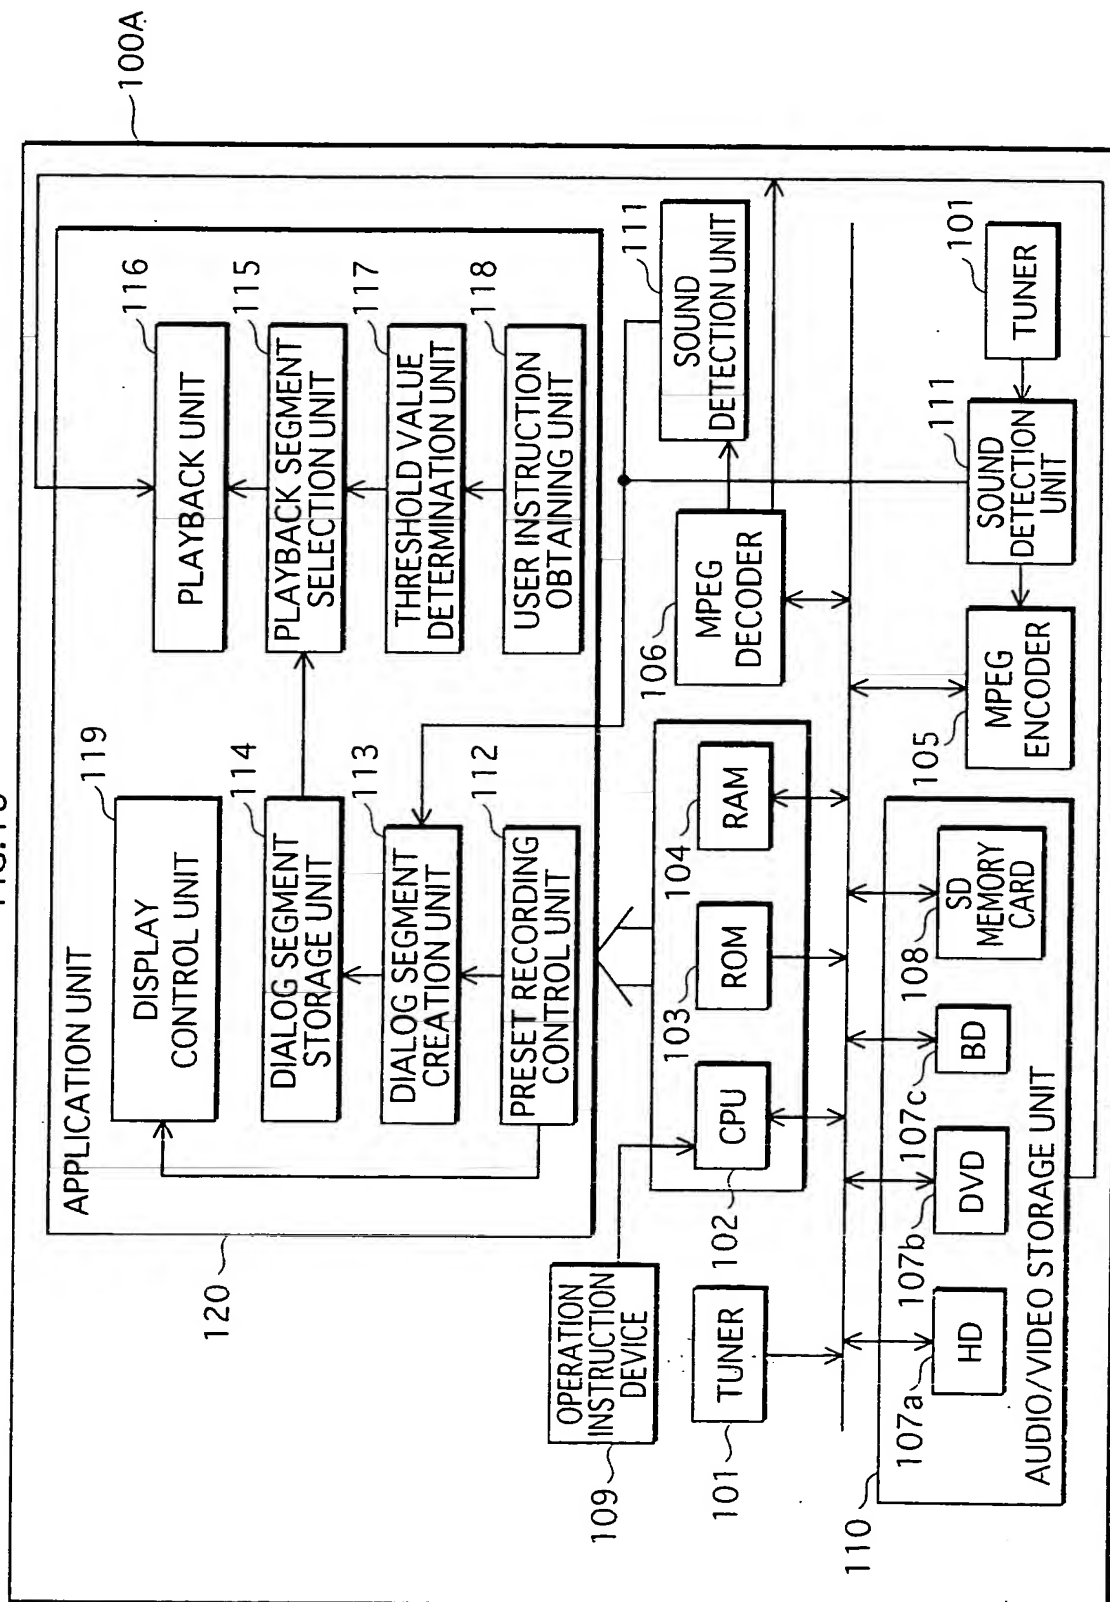 100A
APPLICATION UNIT
120
119
DISPLAY
CONTROL UNIT
116
PLAYBACK UNIT
114
DIALOG SEGMENT
STORAGE UNIT
115
PLAYBACK SEGMENT
SELECTION UNIT
113
DIALOG SEGMENT
CREATION UNIT
117
THRESHOLD VALUE
DETERMINATION UNIT
112
PRESET RECORDING
CONTROL UNIT
118
USER INSTRUCTION
OBTAINING UNIT
OPERATION
INSTRUCTION
DEVICE
109
TUNER
101
CPU
102
ROM
103
RAM
104
MPEG
DECODER
106
SOUND
DETECTION UNIT
111
110
HD
107a
DVD
107b
BD
107c
SD
MEMORY
CARD
108
AUDIO/VIDEO STORAGE UNIT
MPEG
ENCODER
105
SOUND
DETECTION
UNIT
111
TUNER
101